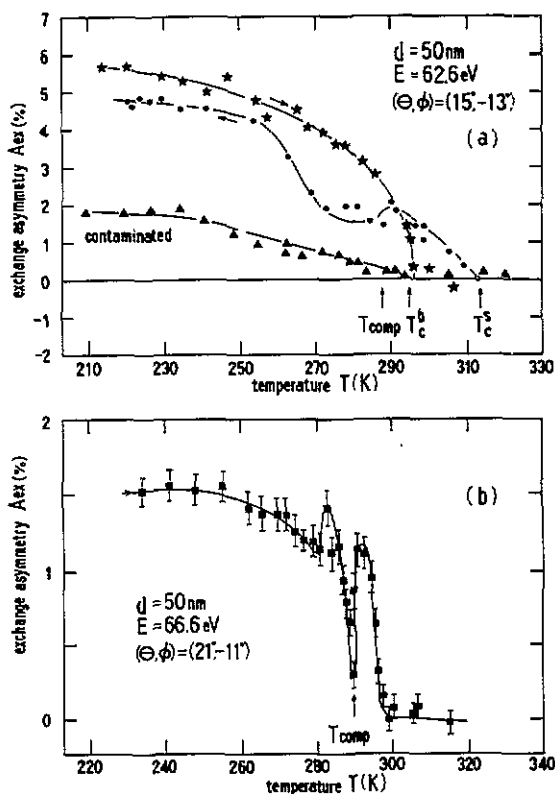 exchange asymmetry Aex (%)
7
6
5
4
3
2
1
0
-1
-2
d = 50nm
E = 62.6eV
(Θ,ϕ)=(15°,-13°)
(a)
contaminated
Tcomp
T_c^b
T_c^s
210 230 250 270 290 310 330
temperature T(K)
exchange asymmetry Aex (%)
2
1
0
(b)
d = 50nm
E = 66.6eV
(Θ,ϕ)=(21°,-11°)
Tcomp
220 240 260 280 300 320 340
temperature T(K)